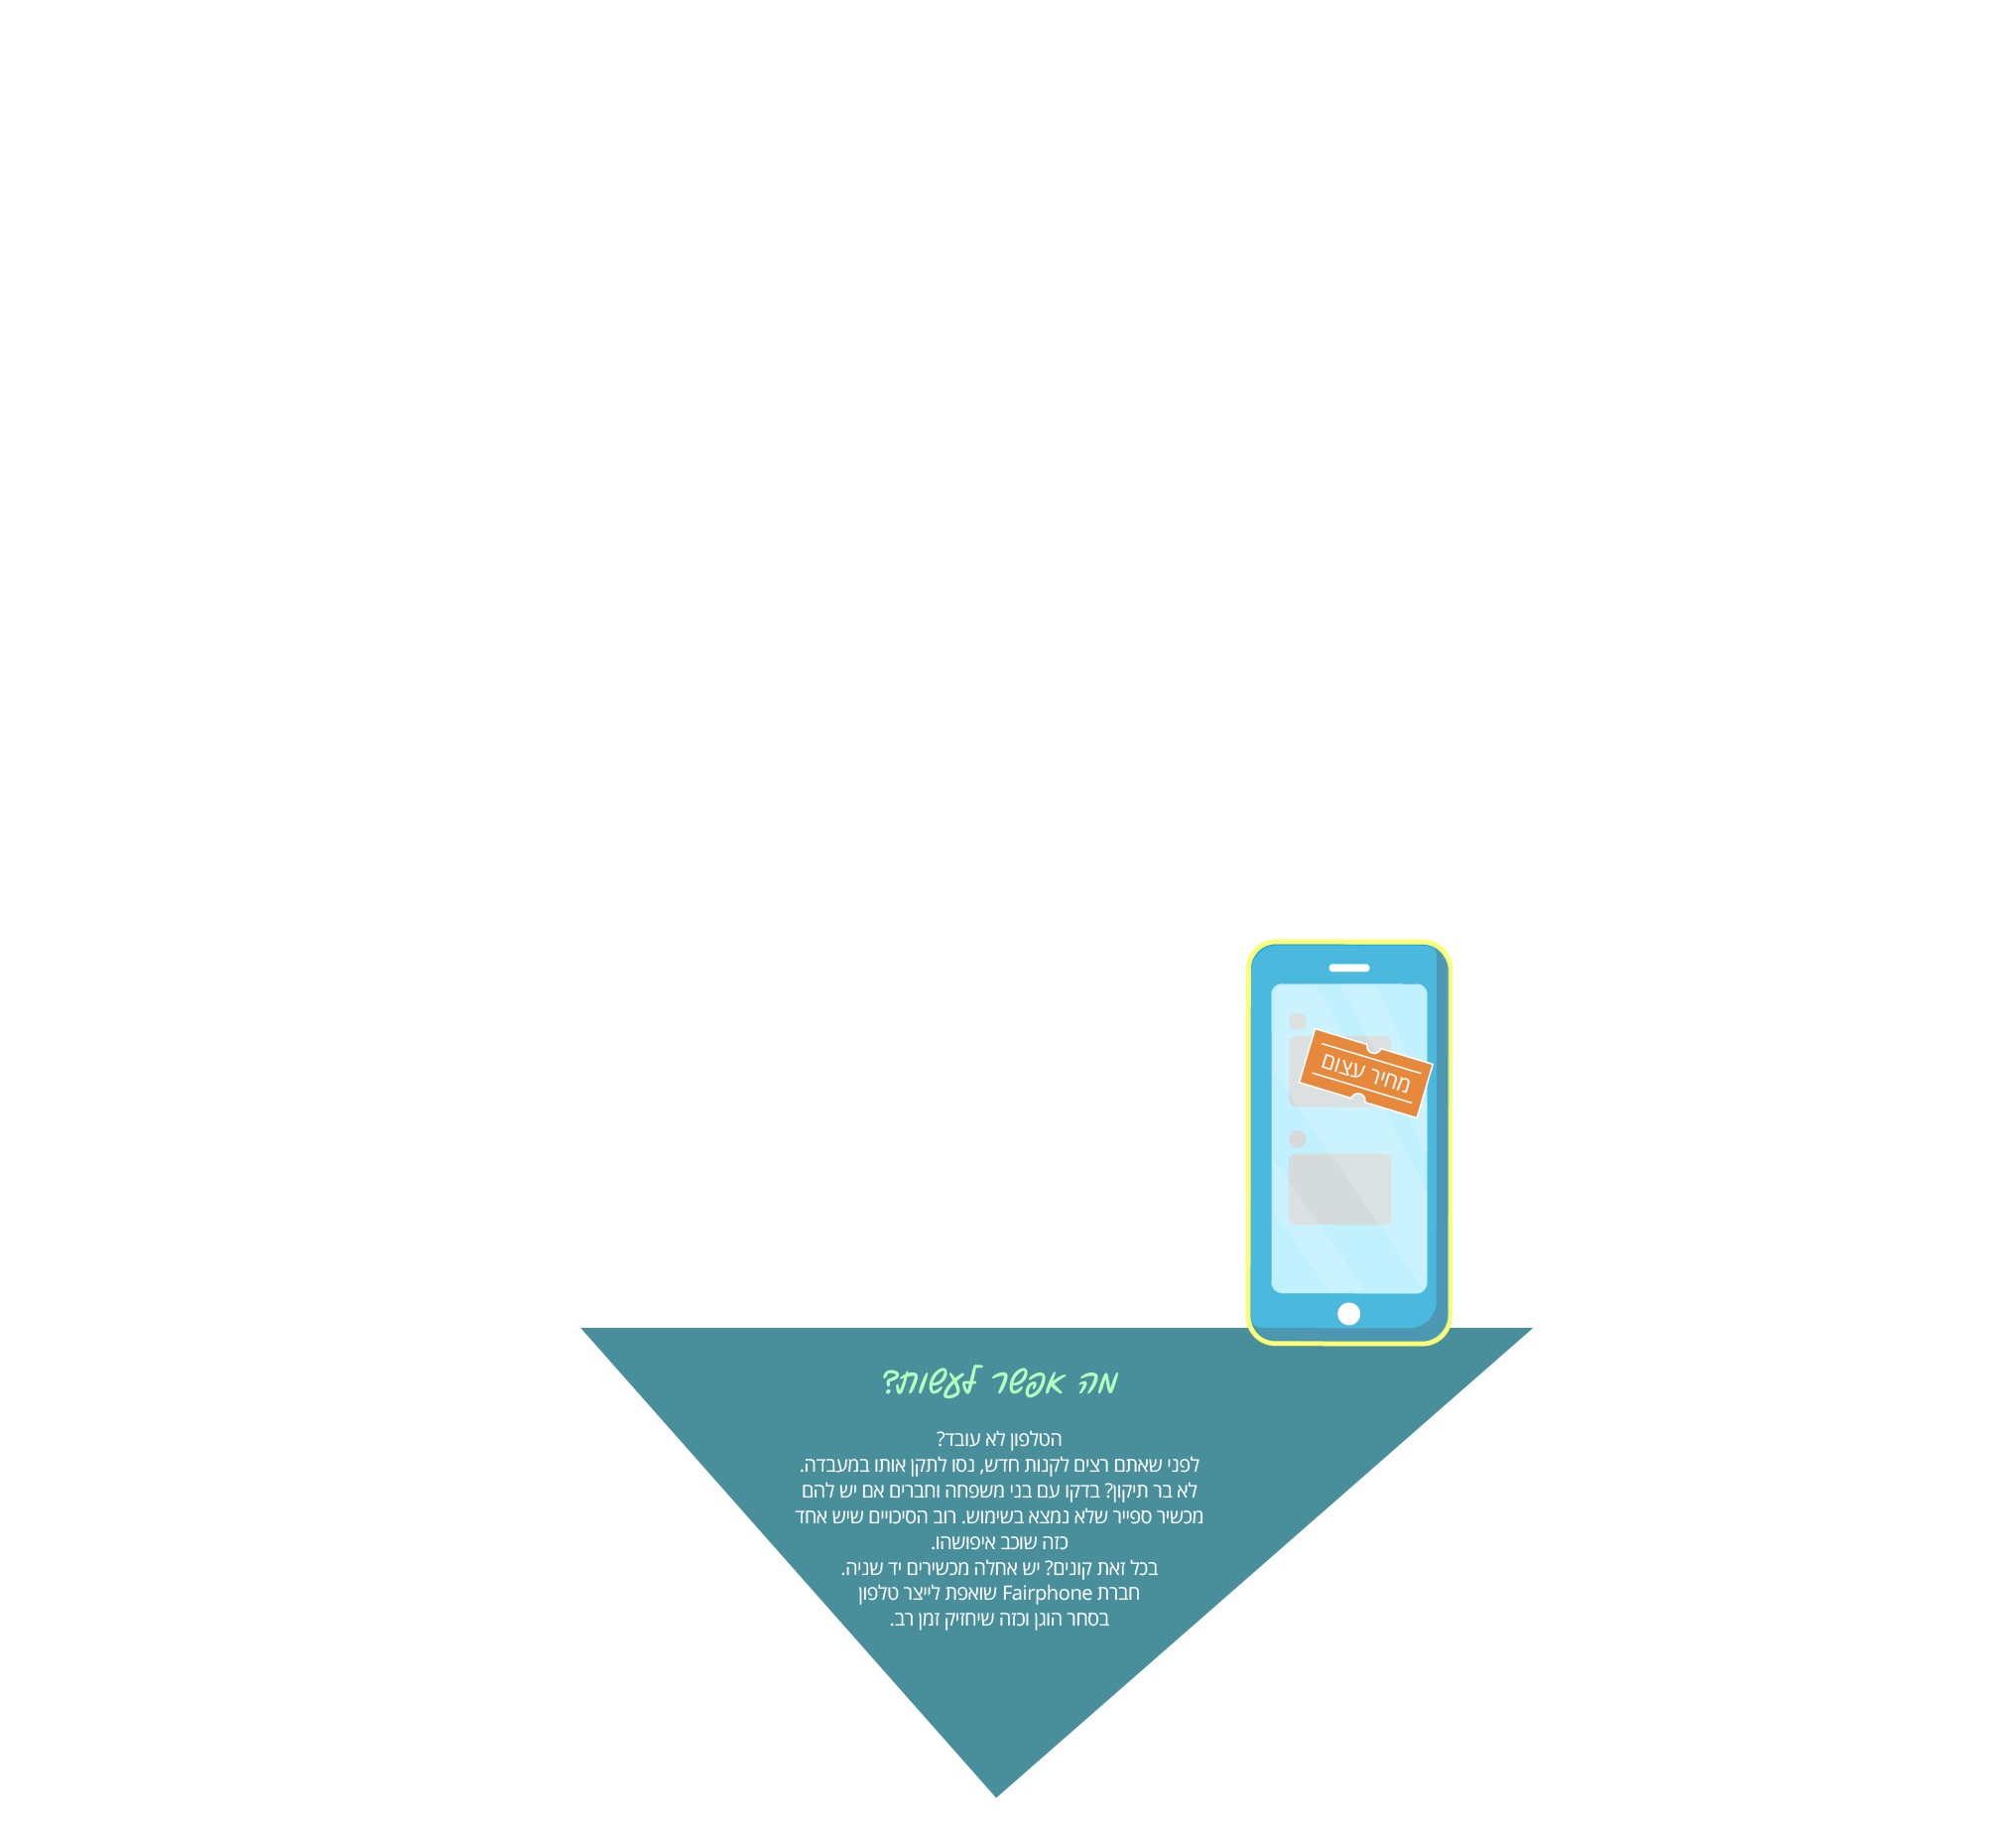 מחיר עצום
מה אפשר לעשות?
הטלפון לא עובד?
לפני שאתם רצים לקנות חדש, נסו לתקן אותו במעבדה.
לא בר תיקון? בדקו עם בני משפחה וחברים אם יש להם
מכשיר ספייר שלא נמצא בשימוש. רוב הסיכויים שיש אחד
כזה שוכב איפושהו.
בכל זאת קונים? יש אחלה מכשירים יד שניה.
חברת Fairphone שואפת לייצר טלפון
בסחר הוגן וכזה שיחזיק זמן רב.